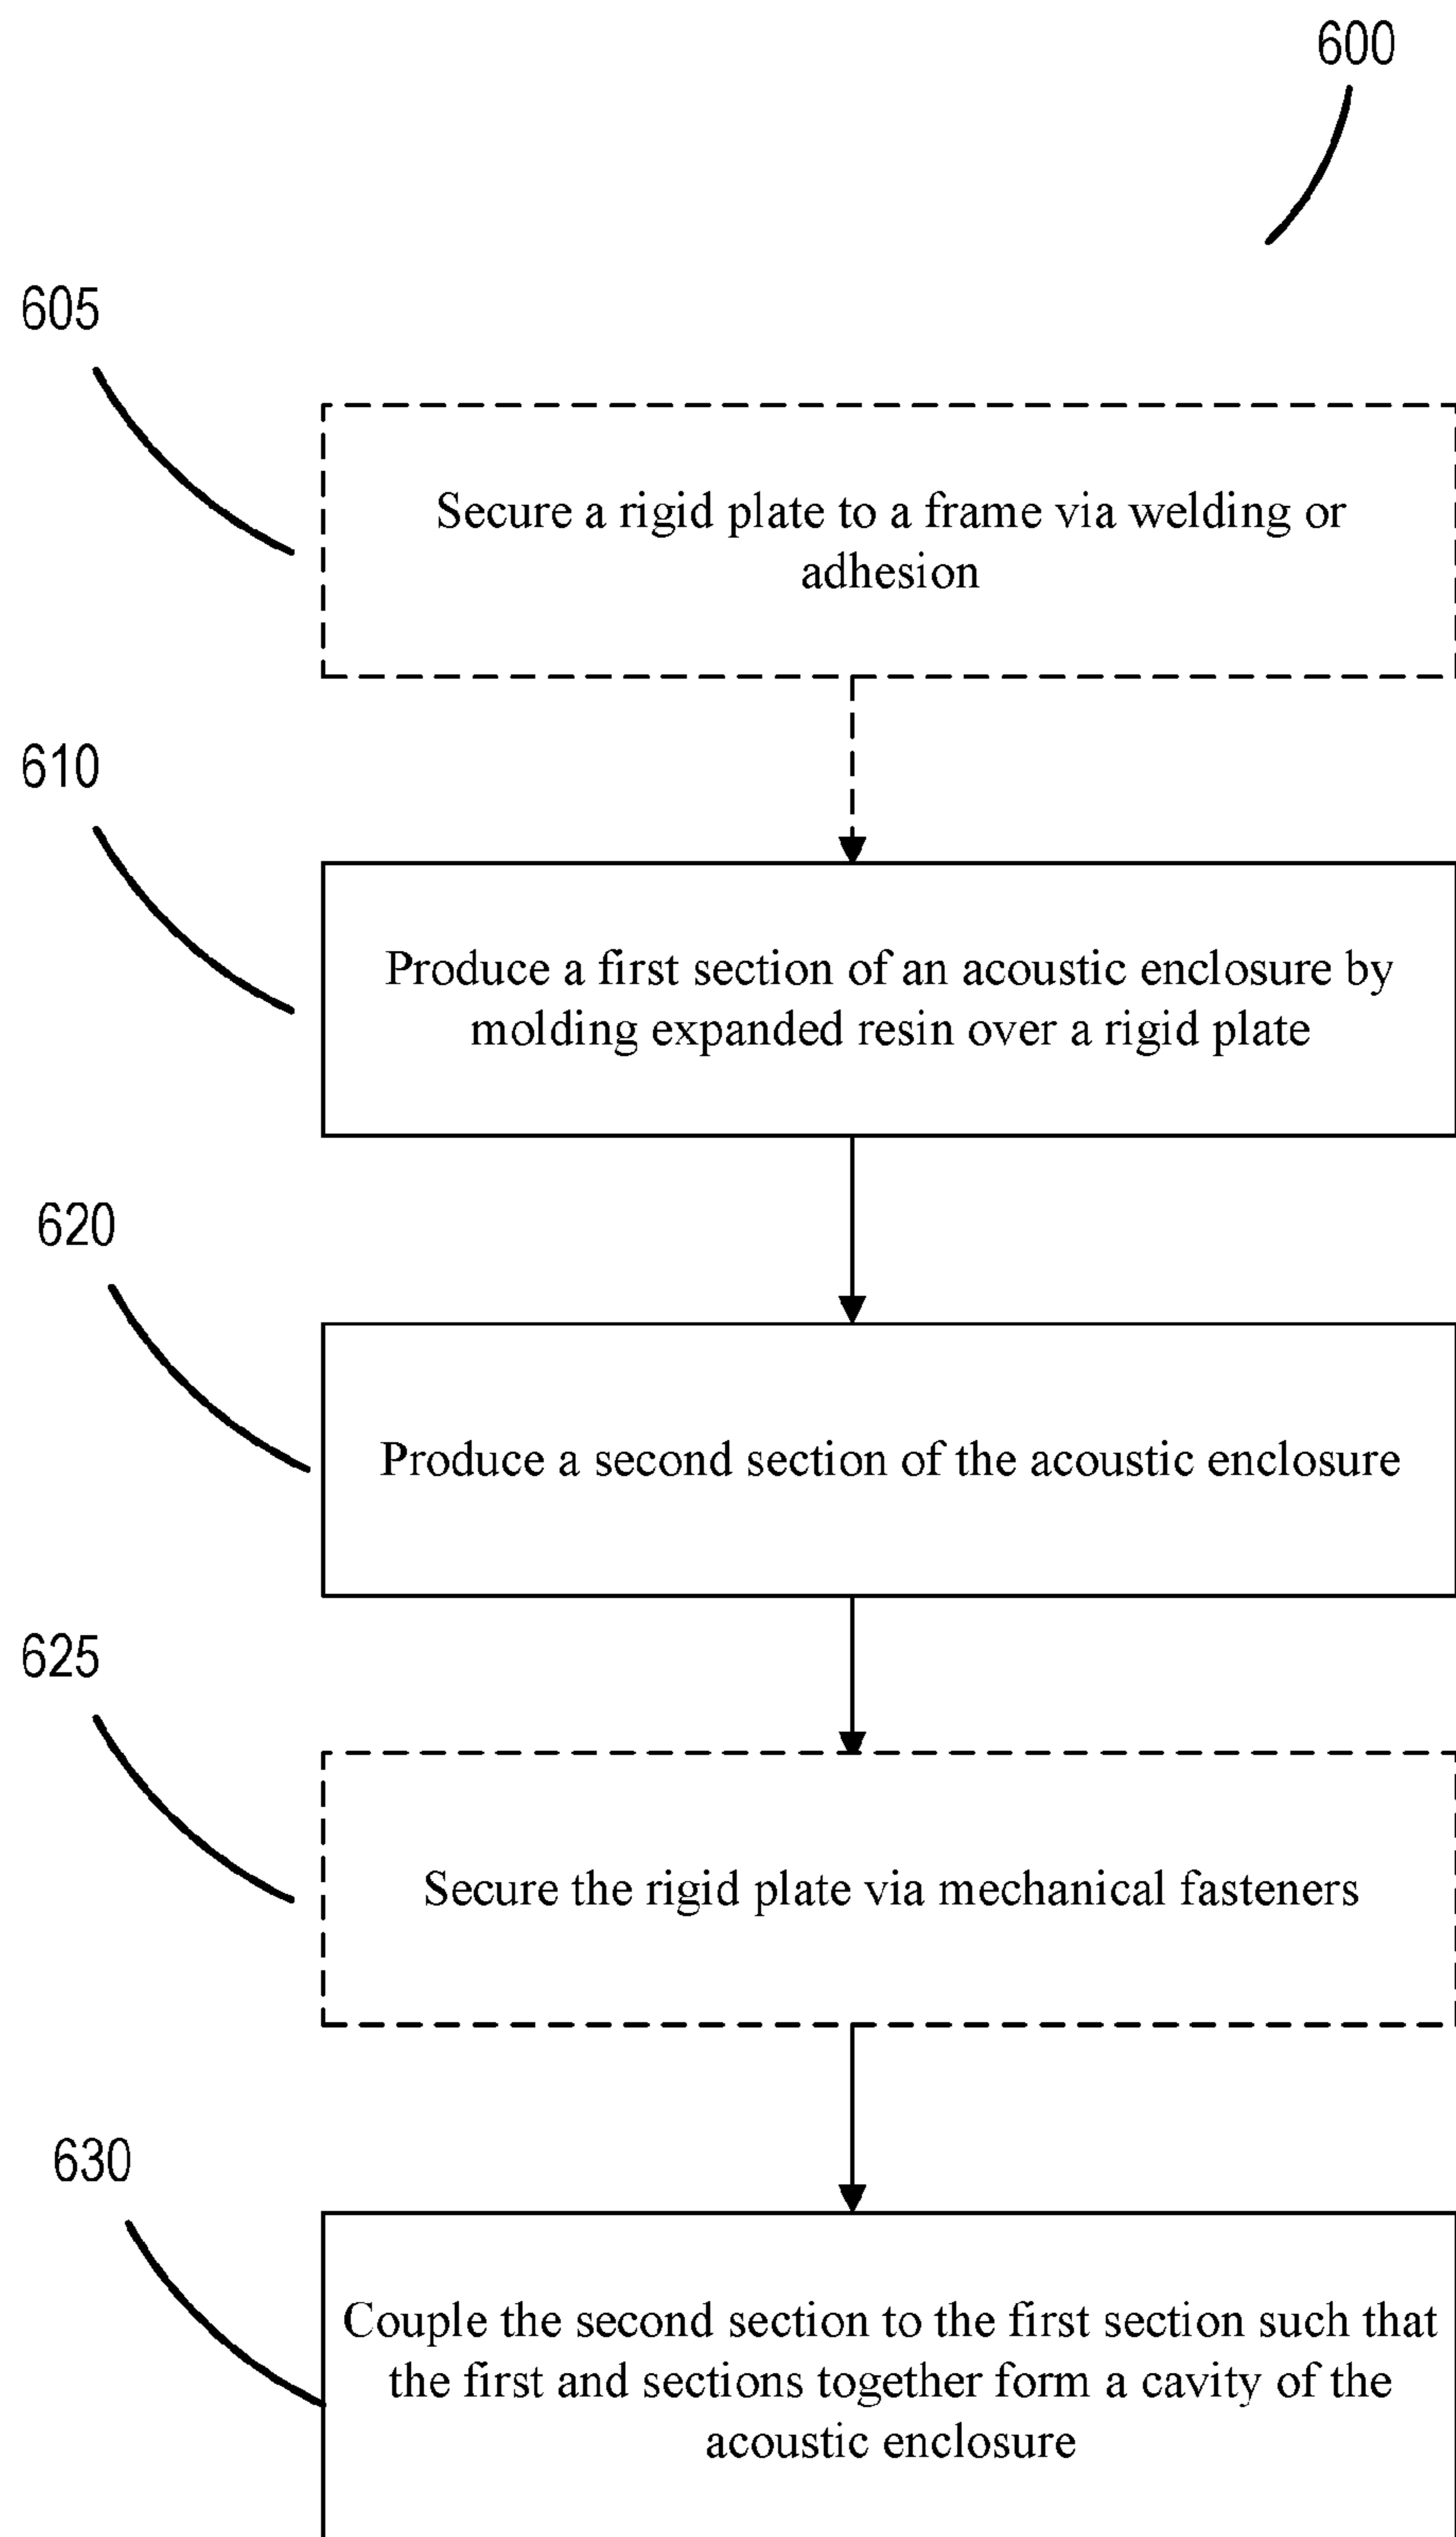 600
605
Secure a rigid plate to a frame via welding or
adhesion
610
Produce a first section of an acoustic enclosure by
molding expanded resin over a rigid plate
620
Produce a second section of the acoustic enclosure
625
Secure the rigid plate via mechanical fasteners
630
Couple the second section to the first section such that
the first and sections together form a cavity of the
acoustic enclosure